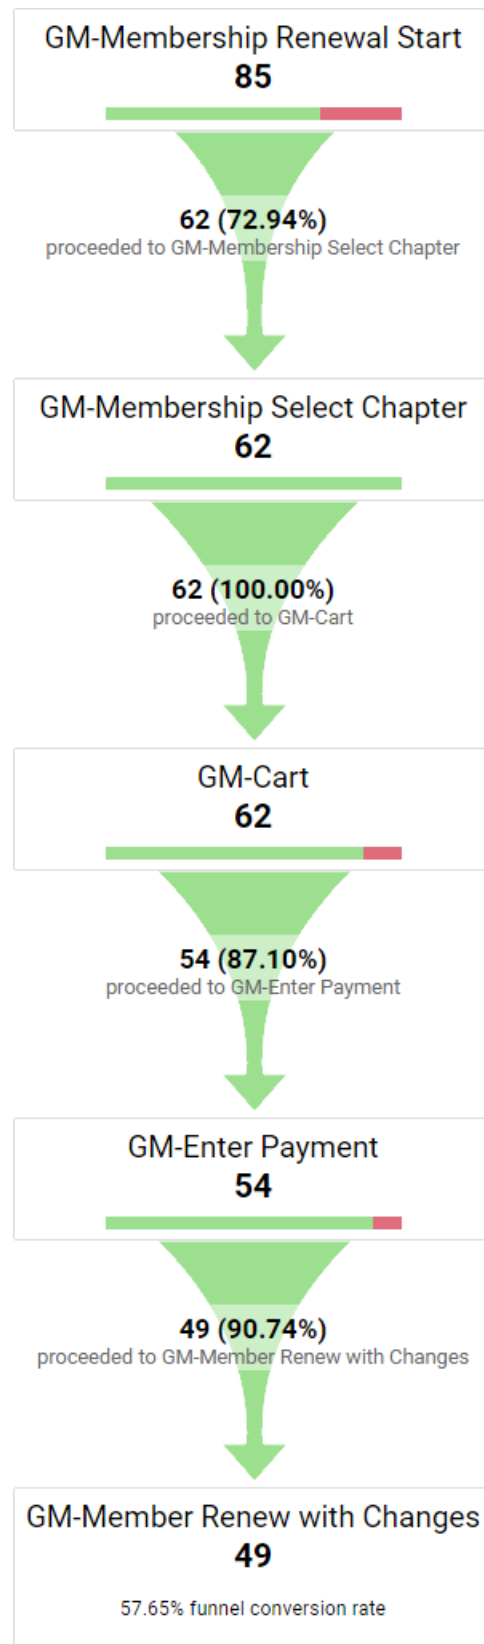 GM-Membership Renewal Start
85
62 (72.94%)
proceeded to GM-Membership Select Chapter
GM-Membership Select Chapter
62
62 (100.00%)
proceeded to GM-Cart
GM-Cart
62
54 (87.10%)
proceeded to GM-Enter Payment
GM-Enter Payment
54
49 (90.74%)
proceeded to GM-Member Renew with Changes
GM-Member Renew with Changes
49
57.65% funnel conversion rate